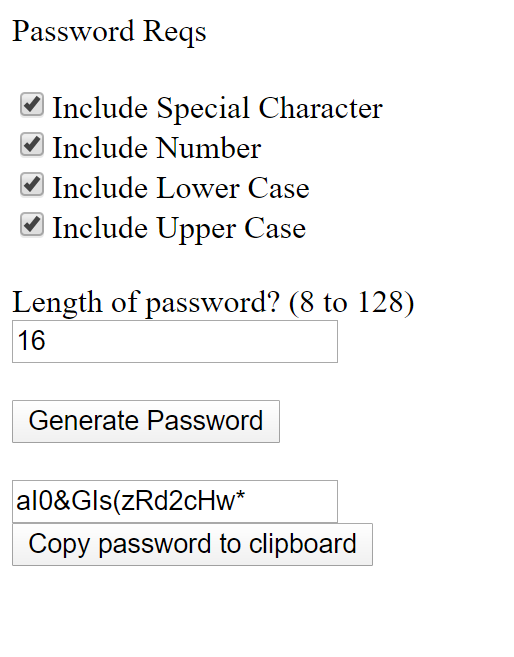 Password Reqs
Include Special Character
Include Number
Include Lower Case
Include Upper Case
Length of password? (8 to 128)
16
Generate Password
aI0&GIs(zRd2cHw*
Copy password to clipboard